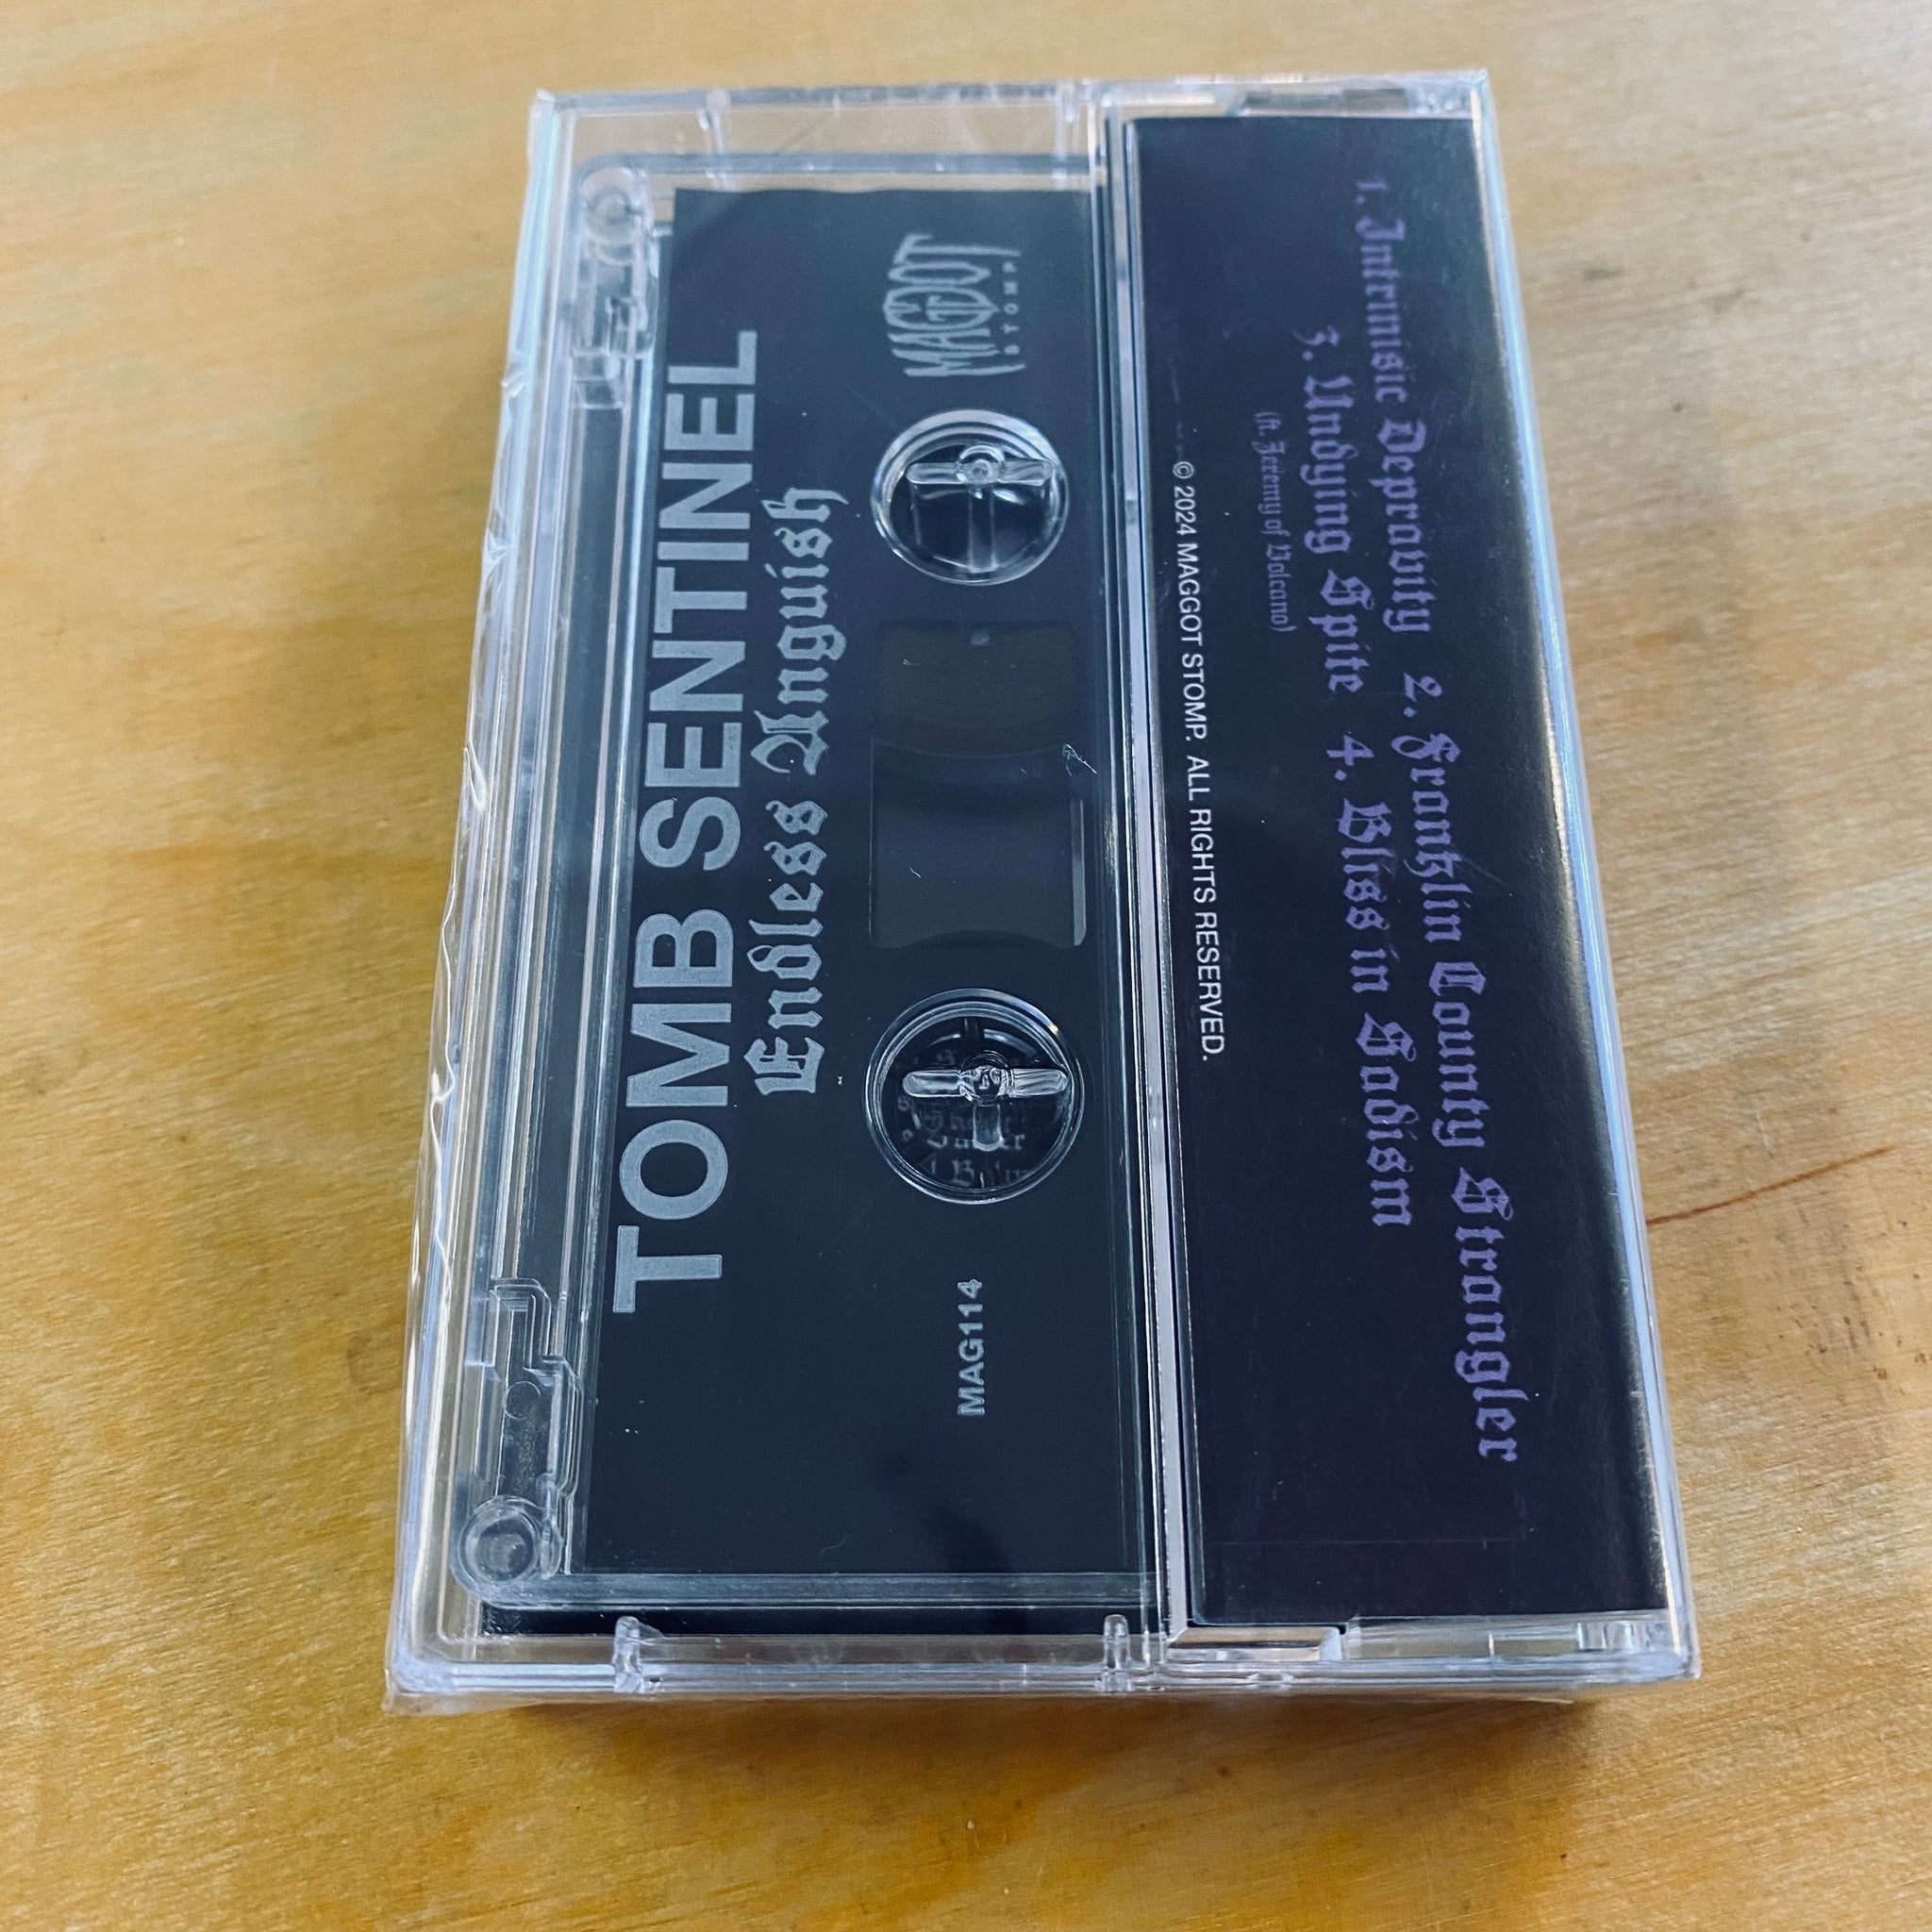 TOMB SENTINEL
Endless Anguish
MAGGOT
STOMP
MAG114
1. Intrinisic Depravity 2. Franklin County Strangler
3. Undying Spite 4. Bliss in Sadism
(ft. Jeremy of Volcano)
© 2024 MAGGOT STOMP. ALL RIGHTS RESERVED.